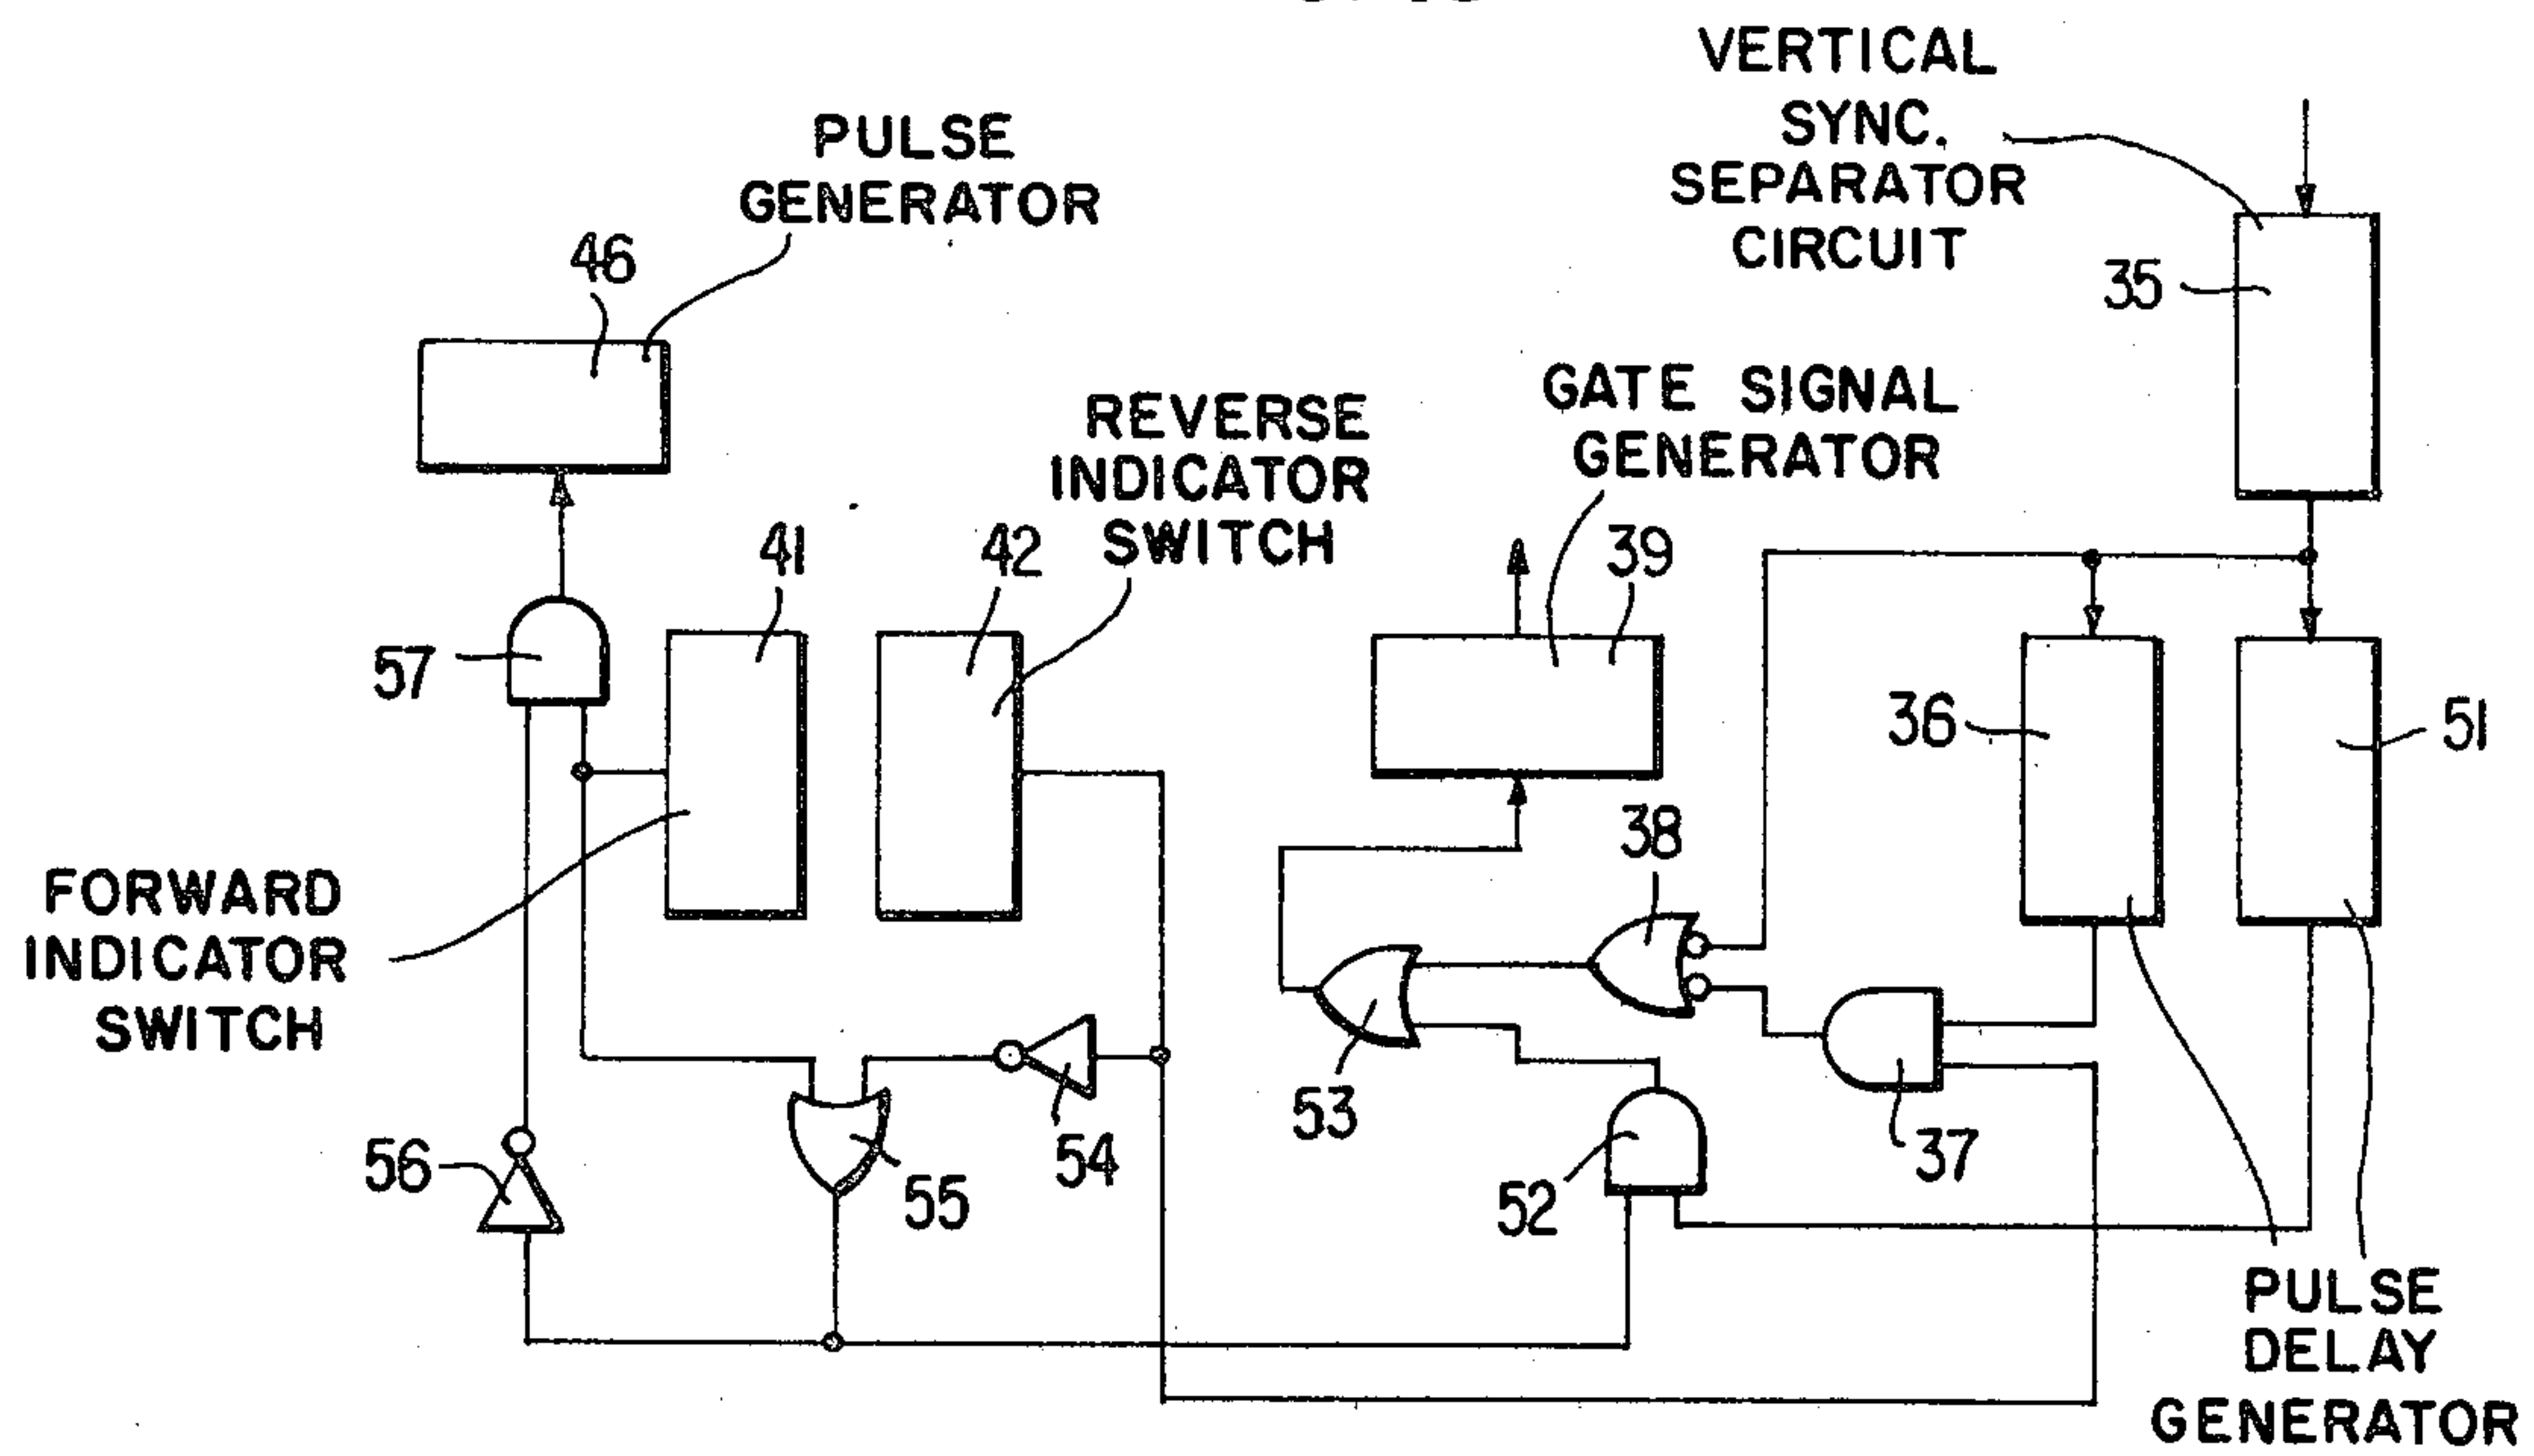 VERTICAL
SYNC.
SEPARATOR
CIRCUIT
35
PULSE
GENERATOR
46
REVERSE
INDICATOR
SWITCH
GATE SIGNAL
GENERATOR
41
42
39
57
36
51
38
FORWARD
INDICATOR
SWITCH
53
54
37
56
55
52
PULSE
DELAY
GENERATOR